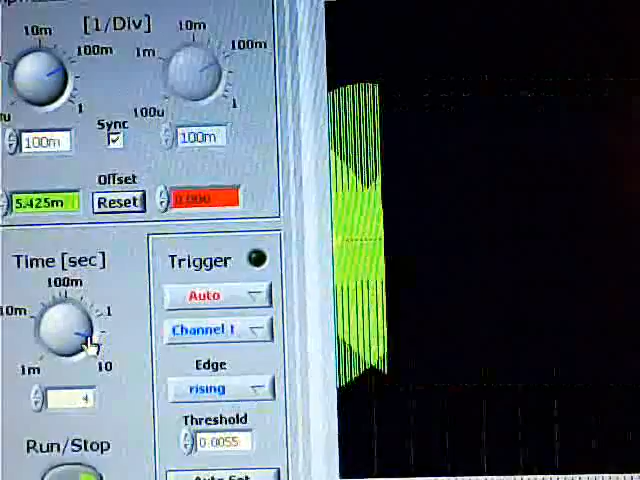 [1/Div]
10m
10m
100m
1m
100m
1
100u
1
Sync
100m
100m
Offset
5.425m
Reset
0.000
Time [sec]
Trigger
100m
10m
1
Auto
Channel 1
1m
10
Edge
4
rising
Threshold
0.0055
Run/Stop
Auto Set